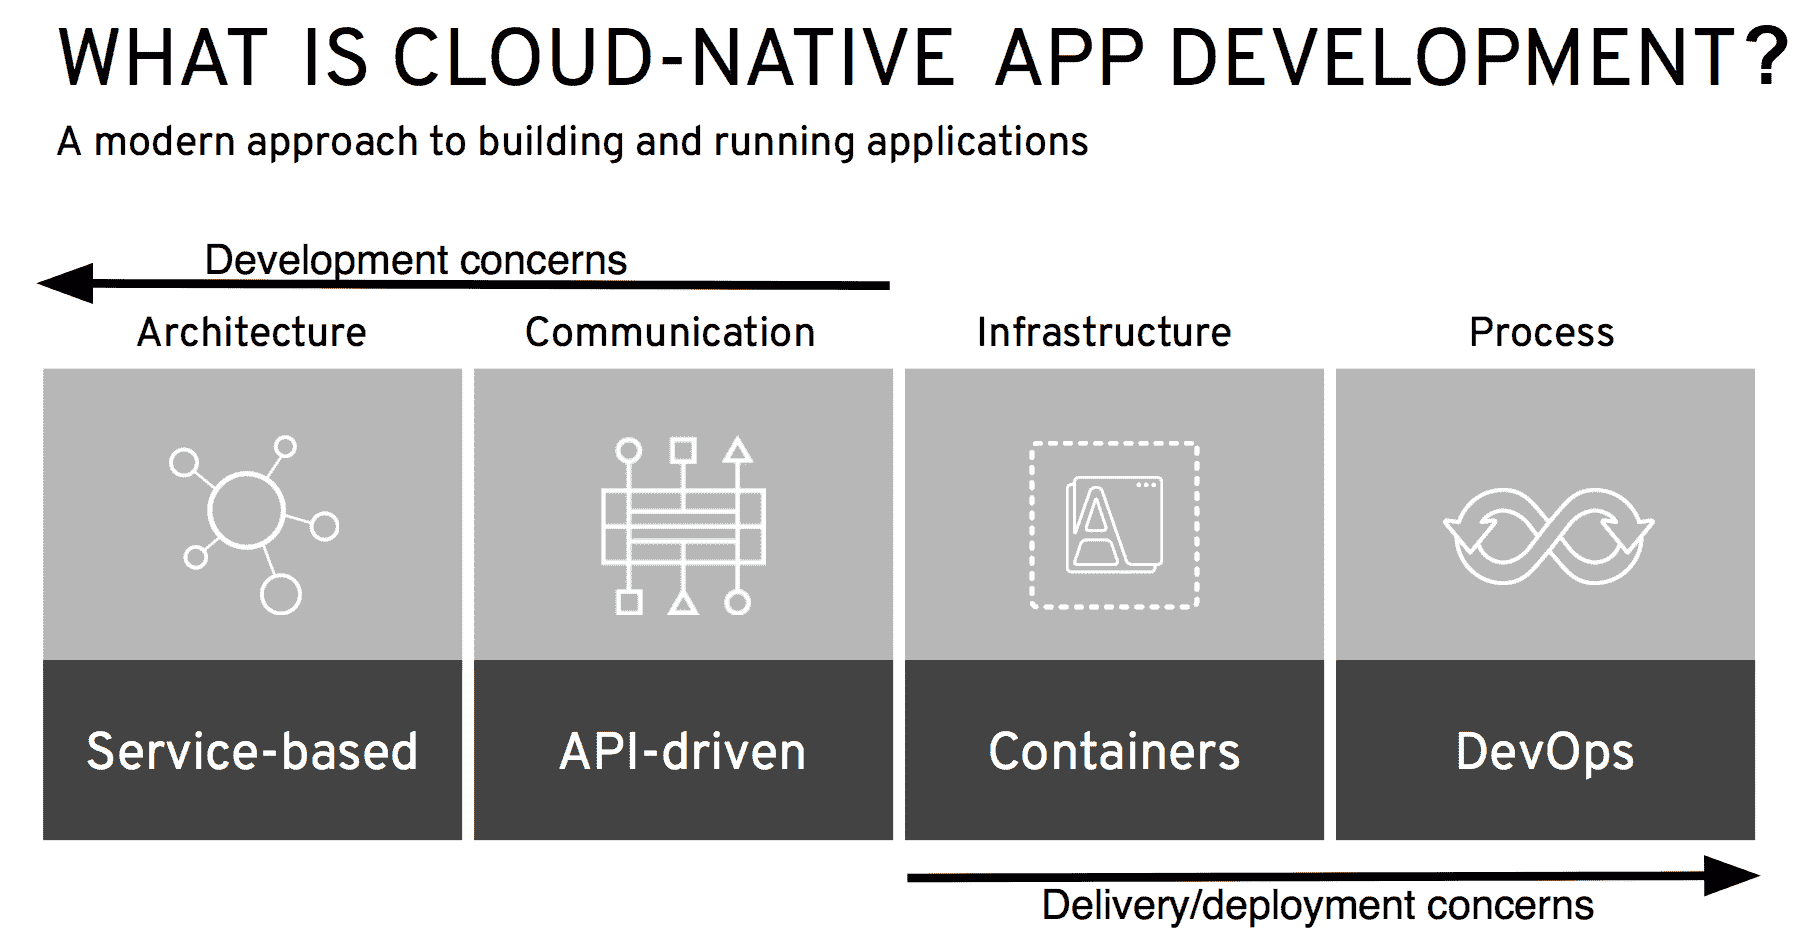 WHAT IS CLOUD-NATIVE APP DEVELOPMENT?
A modern approach to building and running applications
Development concerns
Architecture
Communication
Infrastructure
Process
A
Service-based
API-driven
Containers
DevOps
Delivery/deployment concerns